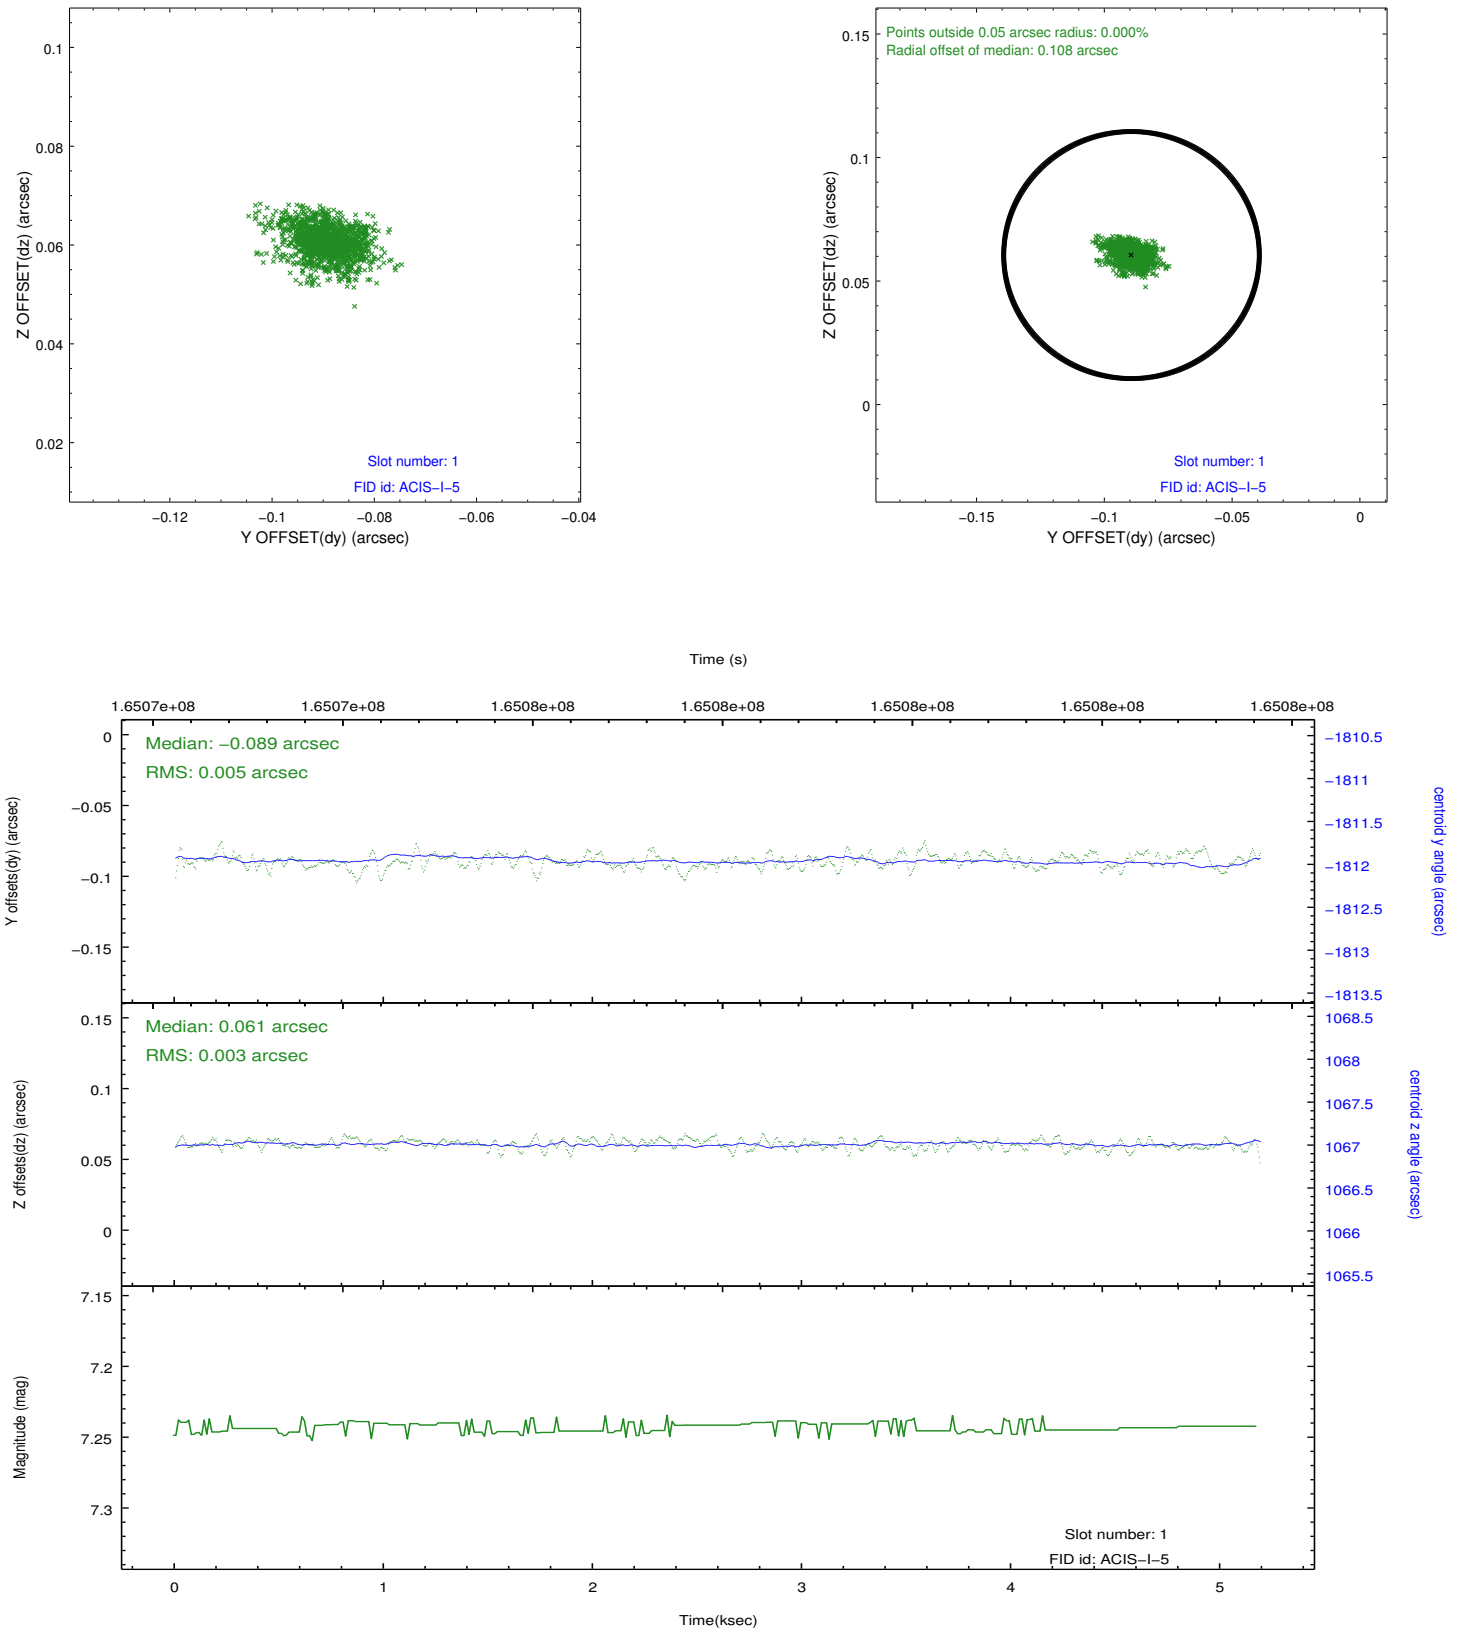 0.1
0.08
0.06
0.04
0.02
Z OFFSET(dz) (arcsec)
Slot number: 1
FID id: ACIS−I−5
−0.12
−0.1
−0.08
−0.06
−0.04
Y OFFSET(dy) (arcsec)
Points outside 0.05 arcsec radius: 0.000%
Radial offset of median: 0.108 arcsec
0.15
0.1
0.05
0
Z OFFSET(dz) (arcsec)
Slot number: 1
FID id: ACIS−I−5
−0.15
−0.1
−0.05
0
Y OFFSET(dy) (arcsec)
Time (s)
1.6507e+08
1.6507e+08
1.6508e+08
1.6508e+08
1.6508e+08
1.6508e+08
1.6508e+08
Median: −0.089 arcsec
RMS: 0.005 arcsec
0
−0.05
−0.1
−0.15
Y offsets(dy) (arcsec)
−1810.5
−1811
−1811.5
−1812
−1812.5
−1813
−1813.5
centroid y angle (arcsec)
Median: 0.061 arcsec
RMS: 0.003 arcsec
0.15
0.1
0.05
0
Z offsets(dz) (arcsec)
1068.5
1068
1067.5
1067
1066.5
1066
1065.5
centroid z angle (arcsec)
7.15
7.2
7.25
7.3
Magnitude (mag)
Slot number: 1
FID id: ACIS−I−5
0
1
2
3
4
5
Time(ksec)